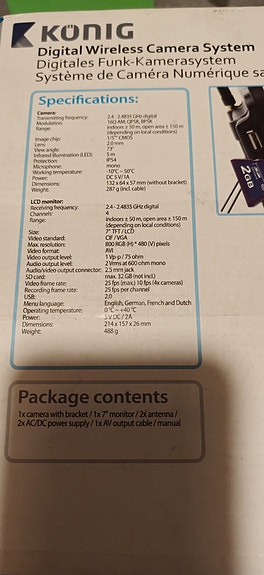 KÖNIG
Digital Wireless Camera System
Digitales Funk-Kamerasystem
Système de Caméra Numérique sa
Specifications:
Camera:
Transmitting frequency: 2.4 - 2.4835 GHz digital
Modulation: 16Q AM, QPSK, BPSK
Range: indoors ± 50 m, open area ± 150 m
(depending on local conditions)
Image chip: 1/5" CMOS
Lens: 2.0 mm
View angle: 73°
Infrared illumination (LED): 5 m
Protection: IP54
Microphone: mono
Working temperature: -10°C ~ 50°C
Power: DC 5 V/1A
Dimensions: 132 x 64 x 57 mm (without bracket)
Weight: 287 g (incl. cable)
LCD monitor:
Receiving frequency: 2.4 - 2.4835 GHz digital
Channels: 4
Range: indoors ± 50 m, open area ± 150 m
(depending on local conditions)
Size: 7" TFT / LCD
Video standard: CIF / VGA
Max. resolution: 800 RGB (H) * 480 (V) pixels
Video format: AVI
Video output level: 1 Vp-p / 75 ohm
Audio output level: 2 Vrms at 600 ohm mono
Audio/video output connector: 2.5 mm jack
SD card: max. 32 GB (not incl.)
Video frame rate: 25 fps (max.) 10 fps (4x cameras)
Recording frame rate: 25 fps per channel
USB: 2.0
Menu language: English, German, French and Dutch
Operating temperature: 0 °C ~ +40 °C
Power: 5 V DC / 2 A
Dimensions: 214 x 157 x 26 mm
Weight: 488 g
Package contents
1x camera with bracket / 1x 7" monitor / 2x antenna /
2x AC/DC power supply / 1x AV output cable / manual
2GB